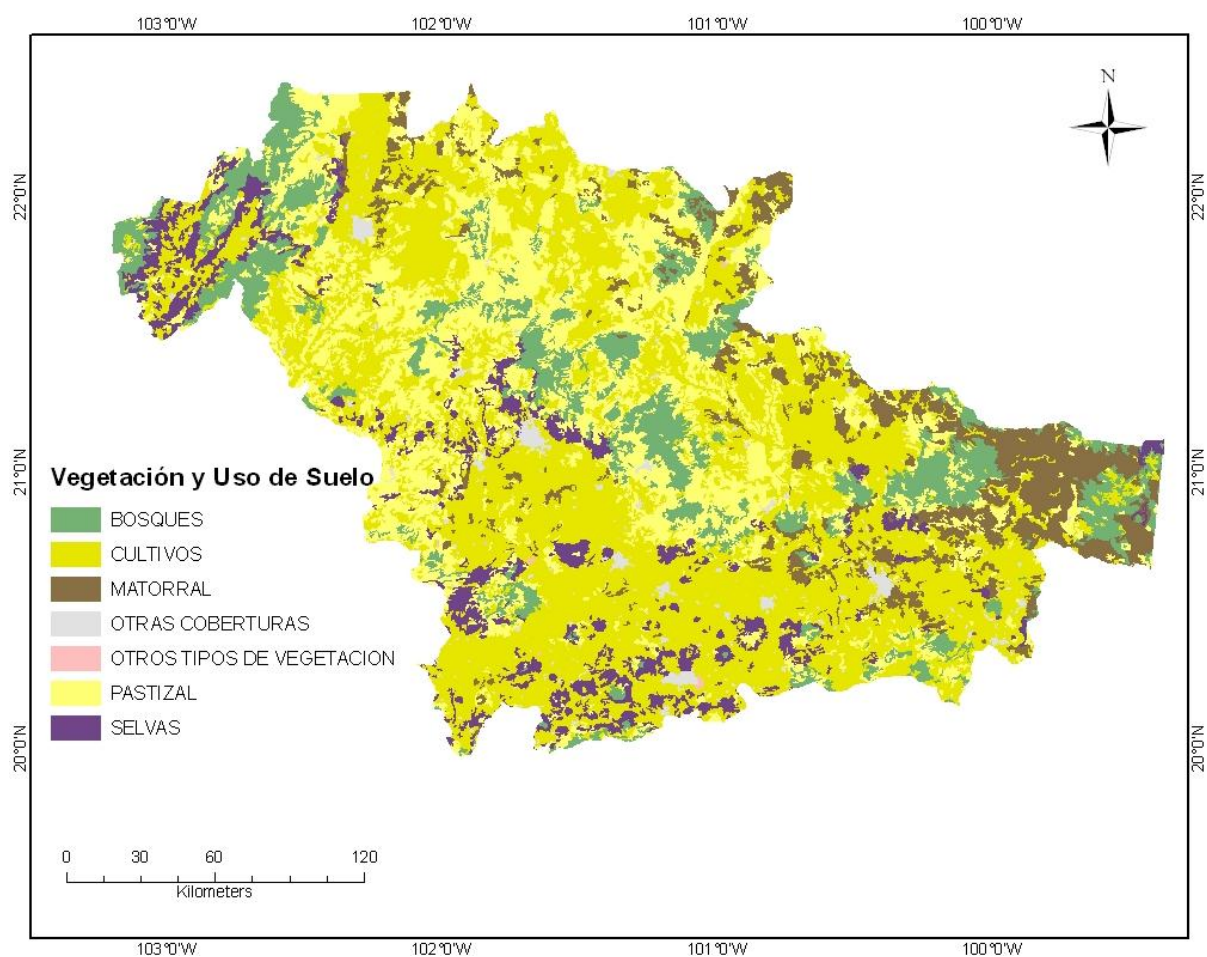 103°0'W 102°0'W 101°0'W 100°0'W
N
22°0'N 22°0'N
21°0'N 21°0'N
Vegetación y Uso de Suelo
BOSQUES
CULTIVOS
MATORRAL
OTRAS COBERTURAS
OTROS TIPOS DE VEGETACION
PASTIZAL
SELVAS
20°0'N 20°0'N
0 30 60 120
Kilometers
103°0'W 102°0'W 101°0'W 100°0'W